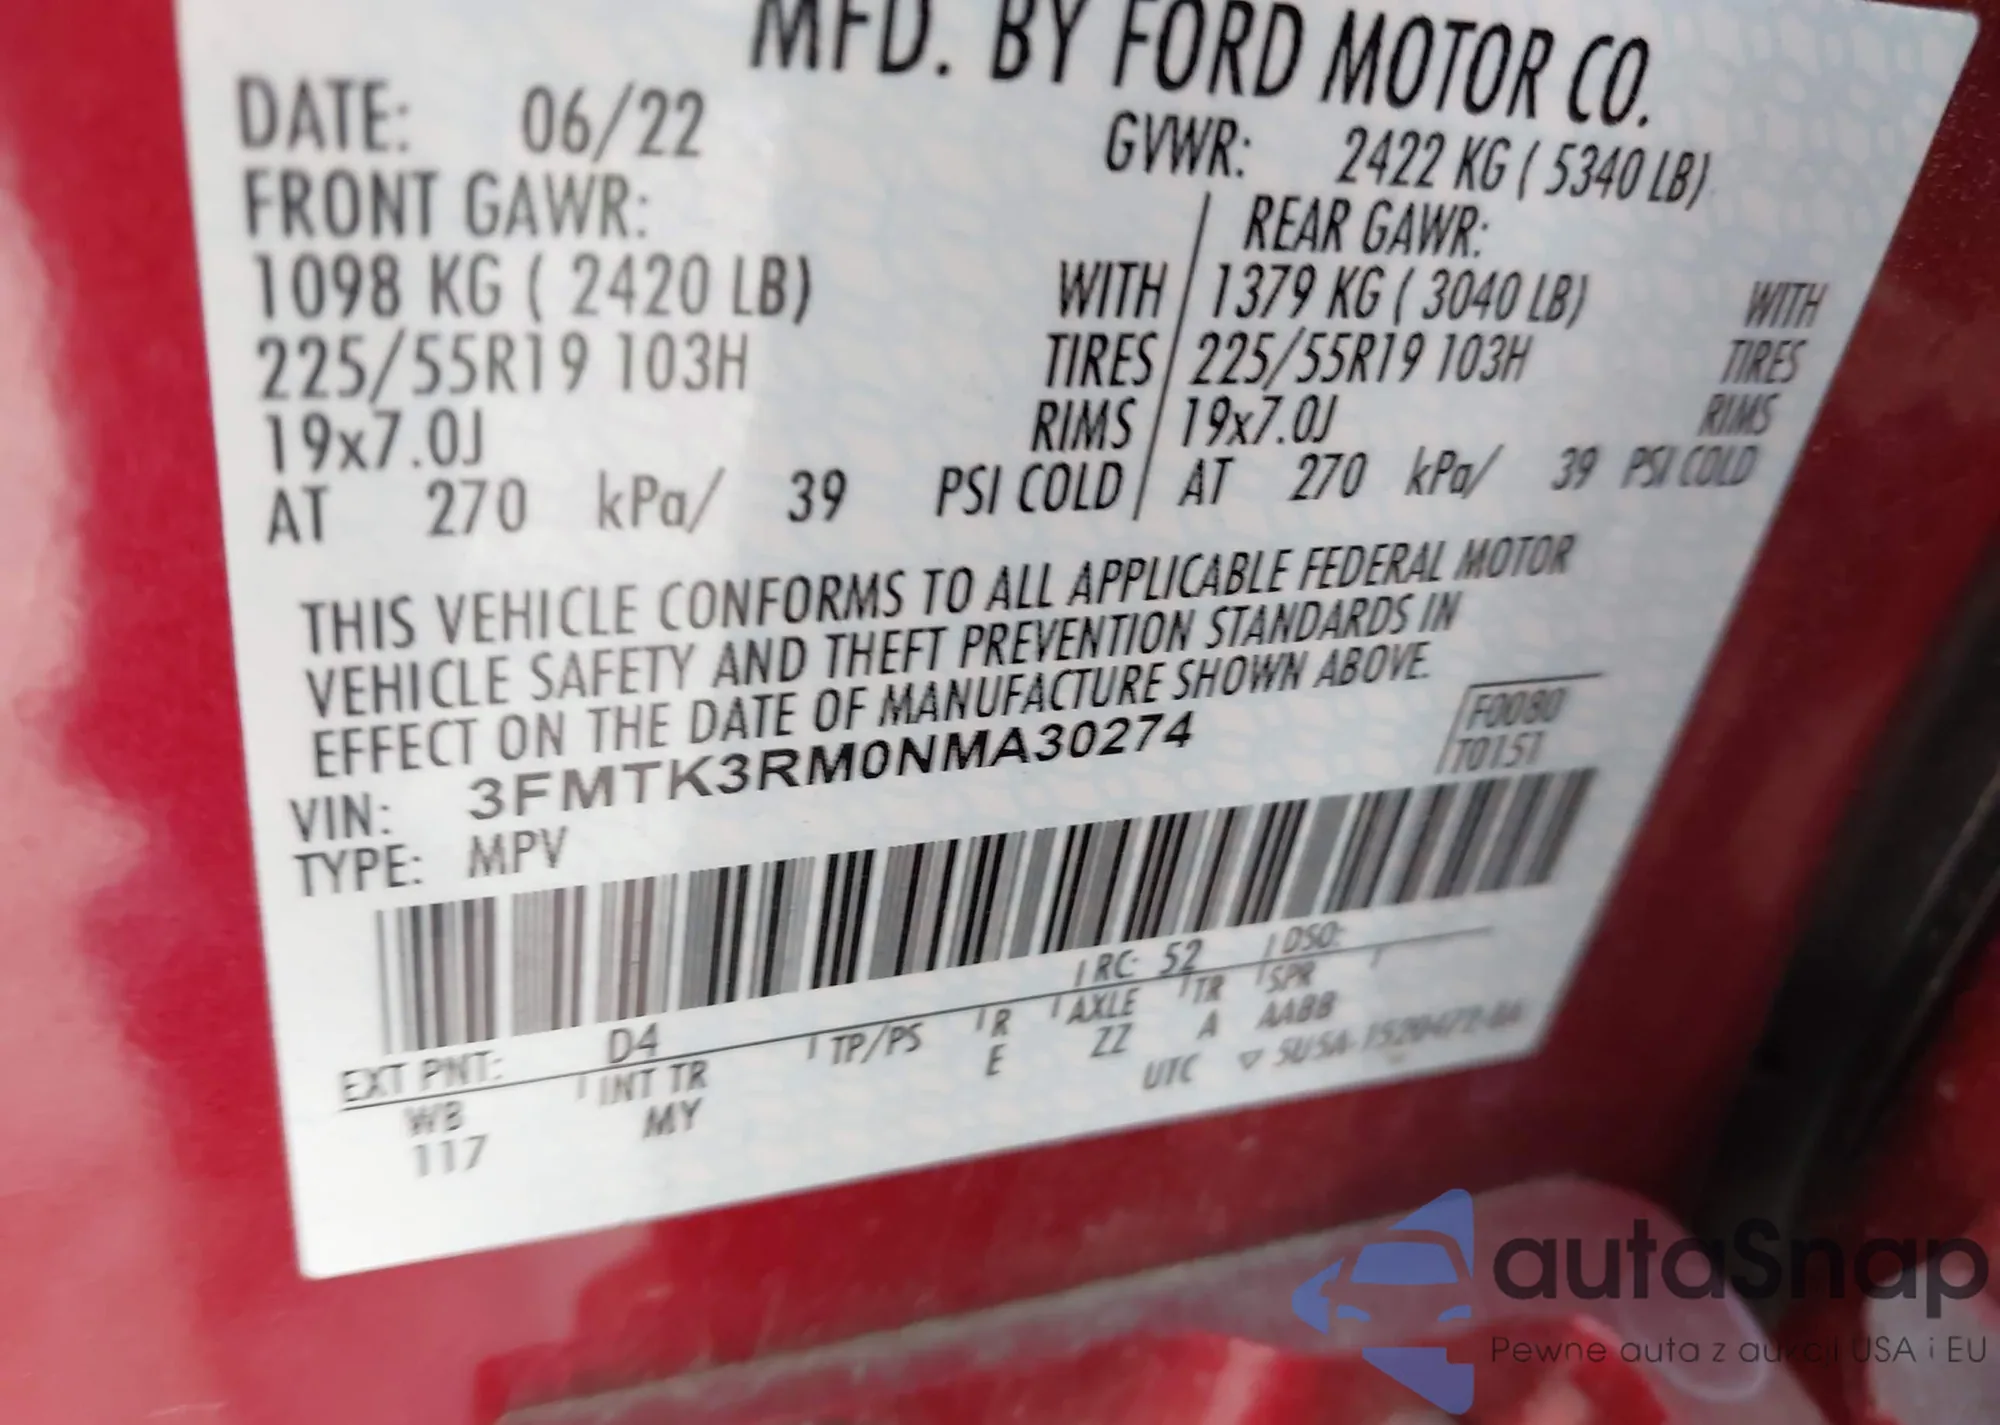 MFD. BY FORD MOTOR CO.
DATE: 06/22 GVWR: 2422 KG ( 5340 LB)
FRONT GAWR: REAR GAWR:
1098 KG ( 2420 LB) WITH 1379 KG ( 3040 LB) WITH
225/55R19 103H TIRES 225/55R19 103H TIRES
19x7.0J RIMS 19x7.0J RIMS
AT 270 kPa/ 39 PSI COLD AT 270 kPa/ 39 PSI COLD
THIS VEHICLE CONFORMS TO ALL APPLICABLE FEDERAL MOTOR
VEHICLE SAFETY AND THEFT PREVENTION STANDARDS IN
EFFECT ON THE DATE OF MANUFACTURE SHOWN ABOVE.
F0080
T0151
VIN: 3FMTK3RM0NMA30274
TYPE: MPV
EXT PNT: D4 RC: 52 DSO:
WB INT TR TP/PS R AXLE TR SPR
117 MY E ZZ A AABB
UTC
autaSnap
Pewne auta z aukcji USA i EU